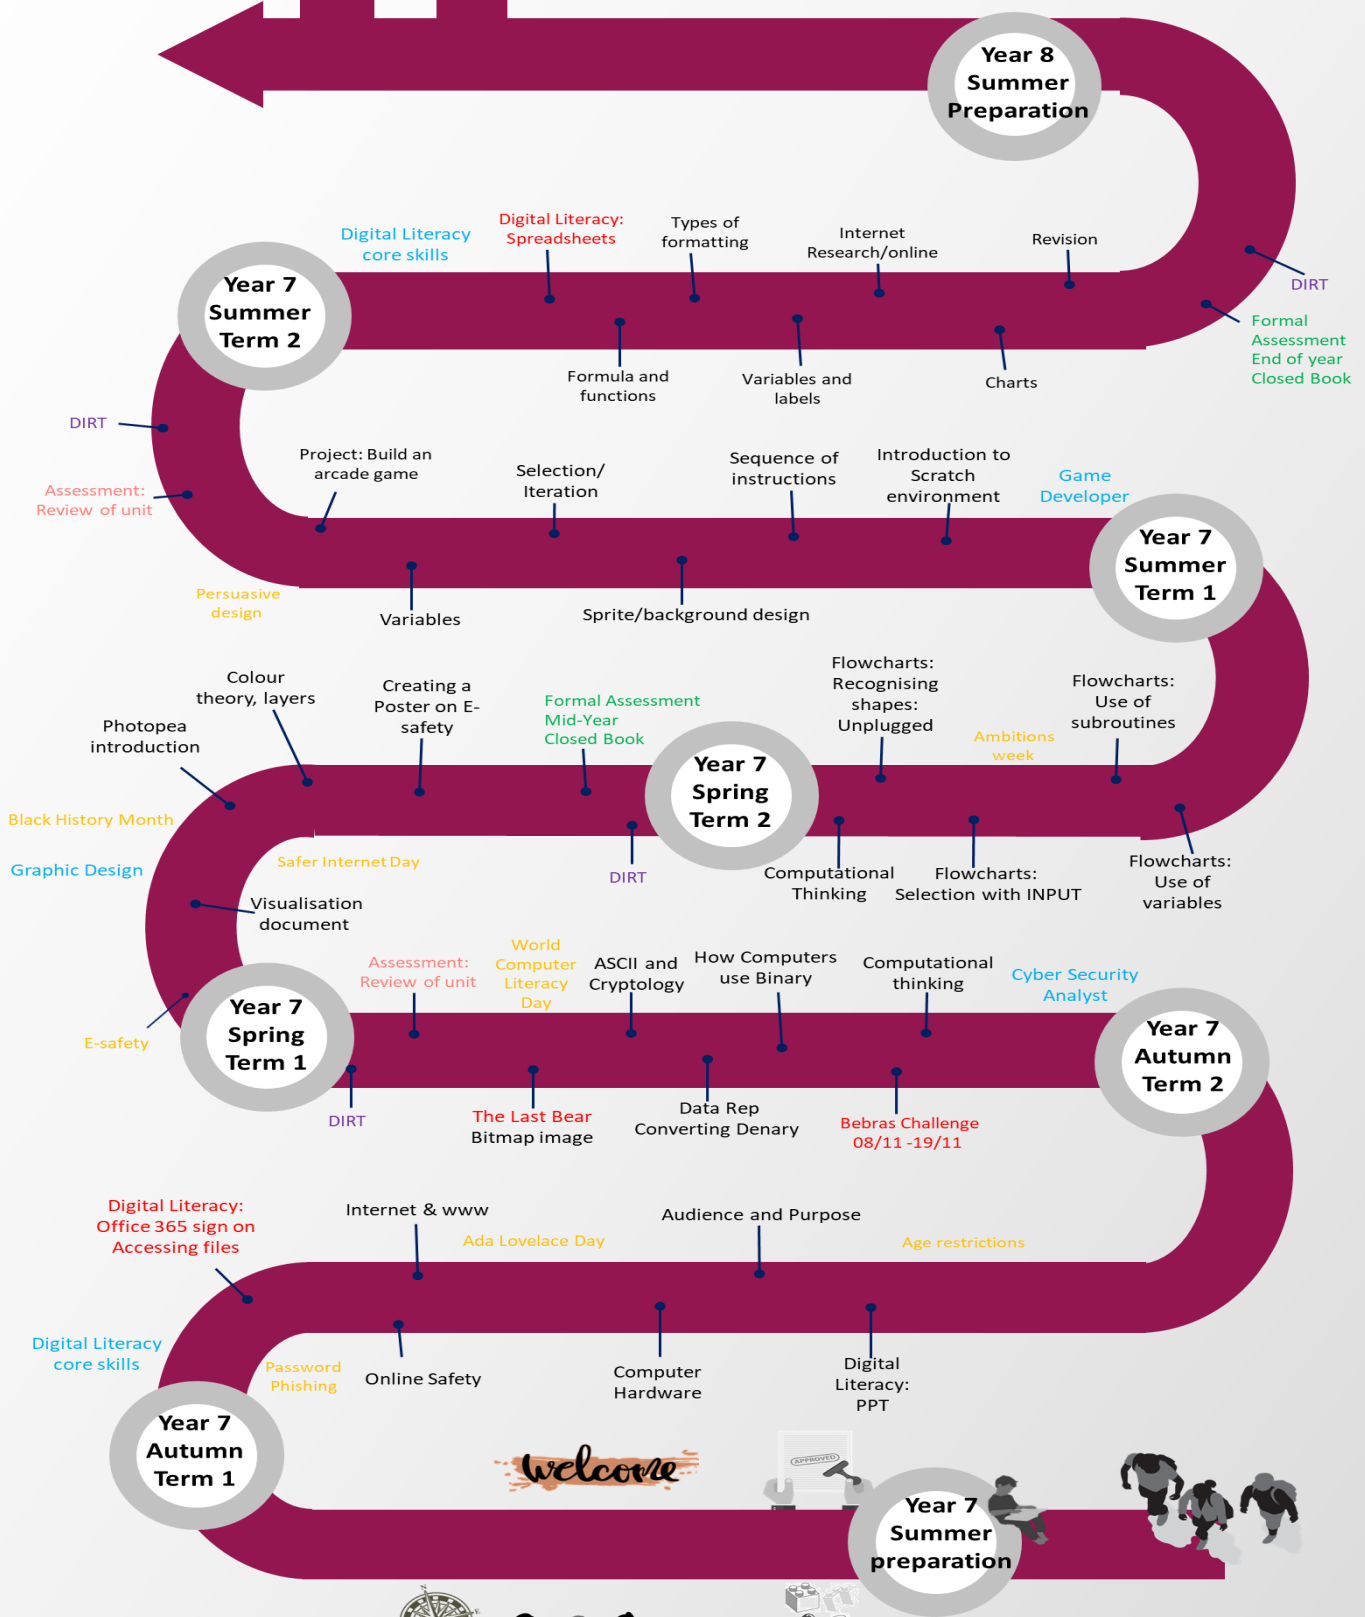 Year 8
Summer
Preparation
Digital Literacy
core skills
Digital Literacy:
Spreadsheets
Types of
formatting
Internet
Research/online
Revision
DIRT
Year 7
Summer
Term 2
Formula and
functions
Variables and
labels
Charts
Formal
Assessment
End of year
Closed Book
DIRT
Assessment:
Review of unit
Project: Build an
arcade game
Selection/
Iteration
Sequence of
instructions
Introduction to
Scratch
environment
Game
Developer
Year 7
Summer
Term 1
Persuasive
design
Variables
Sprite/background design
Photopea
introduction
Colour
theory, layers
Creating a
Poster on E-
safety
Formal Assessment
Mid-Year
Closed Book
Year 7
Spring
Term 2
Flowcharts:
Recognising
shapes:
Unplugged
Ambitions
week
Flowcharts:
Use of
subroutines
Black History Month
Graphic Design
Safer Internet Day
DIRT
Computational
Thinking
Flowcharts:
Selection with INPUT
Flowcharts:
Use of
variables
Visualisation
document
E-safety
Year 7
Spring
Term 1
Assessment:
Review of unit
World
Computer
Literacy
Day
ASCII and
Cryptology
How Computers
use Binary
Computational
thinking
Cyber Security
Analyst
Year 7
Autumn
Term 2
DIRT
The Last Bear
Bitmap image
Data Rep
Converting Denary
Bebras Challenge
08/11 -19/11
Digital Literacy:
Office 365 sign on
Accessing files
Internet & www
Ada Lovelace Day
Audience and Purpose
Age restrictions
Digital Literacy
core skills
Password
Phishing
Online Safety
Computer
Hardware
Digital
Literacy:
PPT
Year 7
Autumn
Term 1
welcome
APPROVED
Year 7
Summer
preparation
N
E